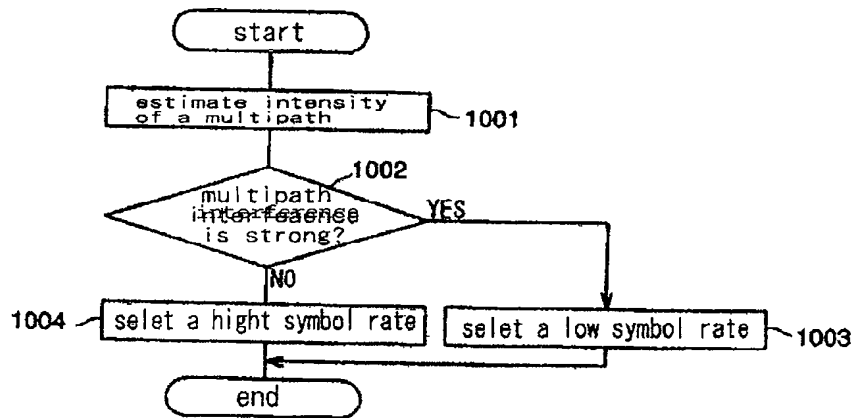 start
estimate intensity
of a multipath
1001
1002
multipath
interference
is strong?
YES
NO
1004
selet a hight symbol rate
selet a low symbol rate
1003
end